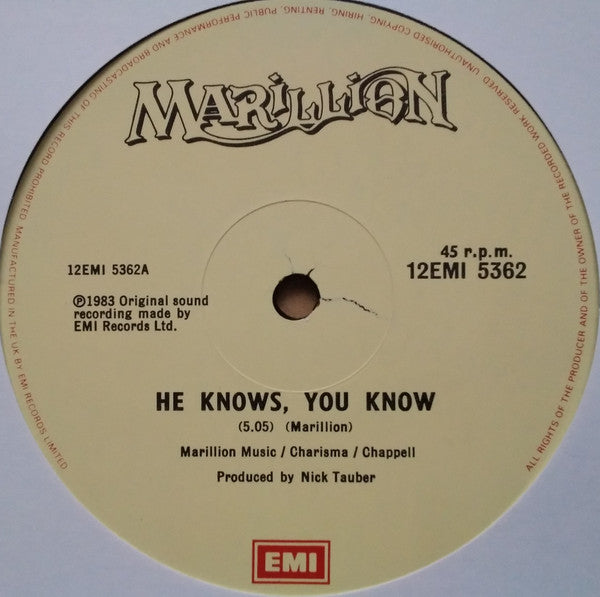 MARILLION
12EMI 5362A
℗1983 Original sound
recording made by
EMI Records Ltd.
45 r.p.m.
12EMI 5362
HE KNOWS, YOU KNOW
(5.05) (Marillion)
Marillion Music / Charisma / Chappell
Produced by Nick Tauber
EMI
ALL RIGHTS OF THE PRODUCER AND OF THE OWNER OF THE RECORDED WORK RESERVED. UNAUTHORISED COPYING, HIRING, RENTING, PUBLIC PERFORMANCE AND BROADCASTING OF THIS RECORD PROHIBITED. MANUFACTURED IN THE UK BY EMI RECORDS LIMITED